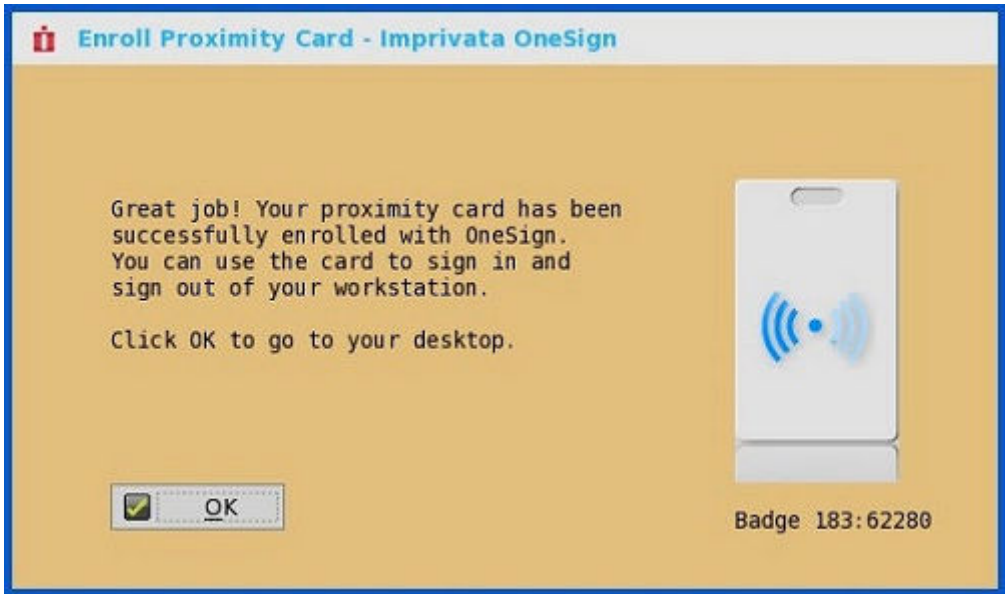 Enroll Proximity Card - Imprivata OneSign
Great job! Your proximity card has been
successfully enrolled with OneSign.
You can use the card to sign in and
sign out of your workstation.
Click OK to go to your desktop.
OK
Badge 183:62280